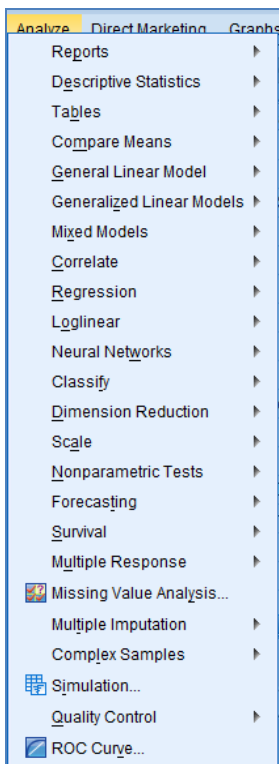 Analyze Direct Marketing Graphs
Reports
Descriptive Statistics
Tables
Compare Means
General Linear Model
Generalized Linear Models
Mixed Models
Correlate
Regression
Loglinear
Neural Networks
Classify
Dimension Reduction
Scale
Nonparametric Tests
Forecasting
Survival
Multiple Response
Missing Value Analysis...
Multiple Imputation
Complex Samples
Simulation...
Quality Control
ROC Curve...